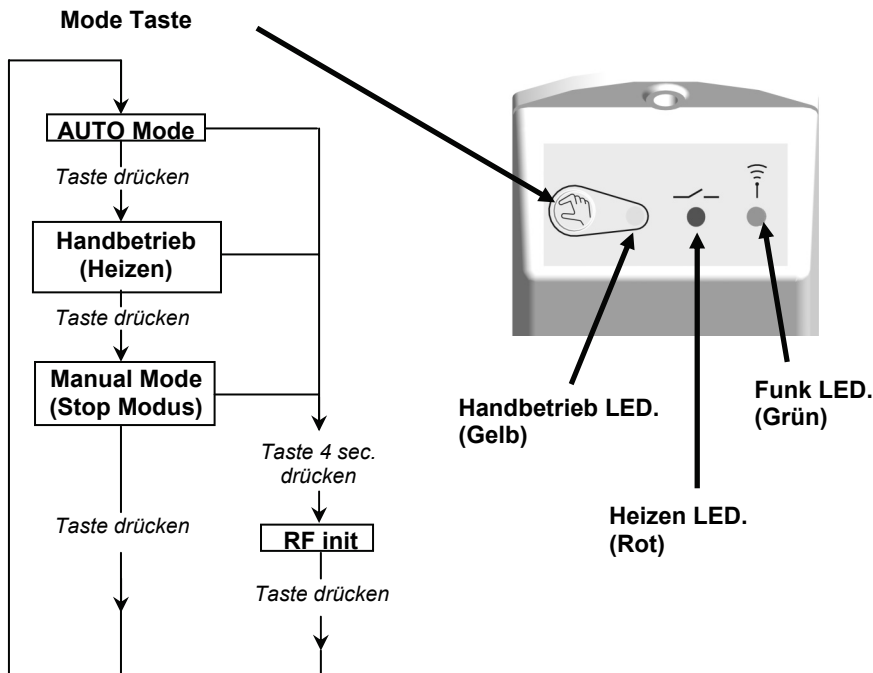 Mode Taste
AUTO Mode
Taste drücken
Handbetrieb
(Heizen)
Taste drücken
Manual Mode
(Stop Modus)
Taste drücken
Taste 4 sec.
drücken
RF init
Taste drücken
Handbetrieb LED.
(Gelb)
Funk LED.
(Grün)
Heizen LED.
(Rot)